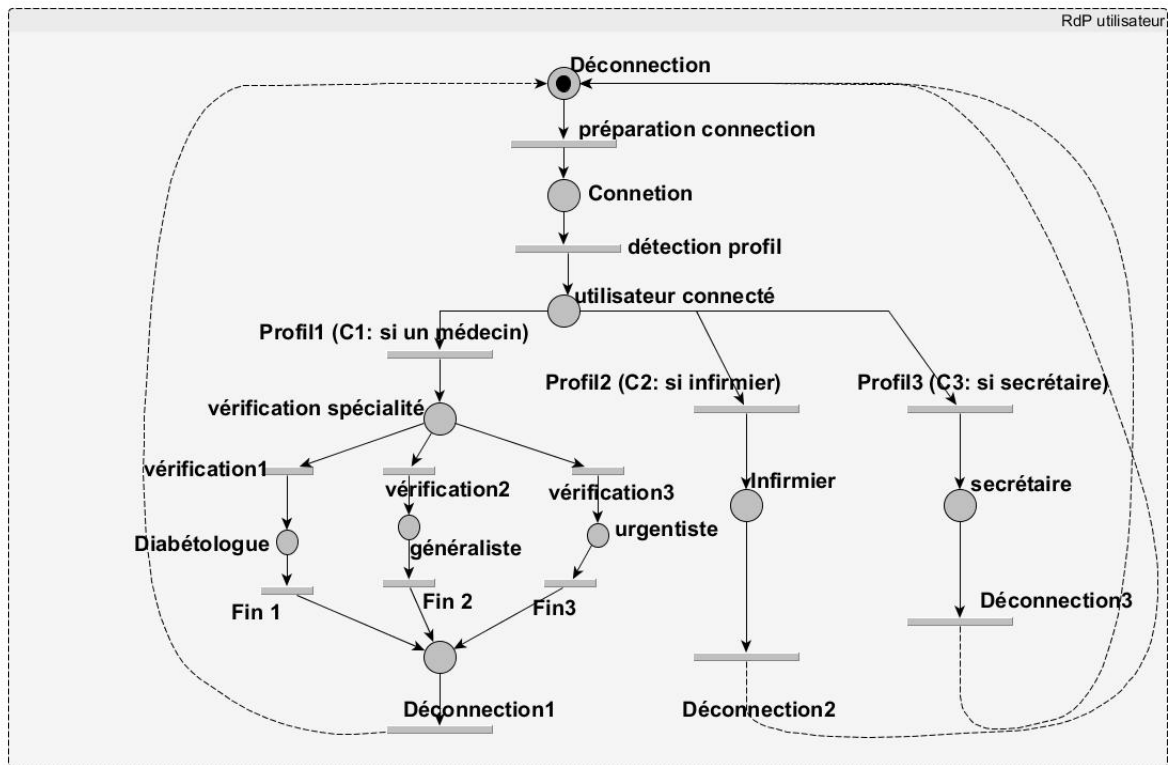 RdP utilisateur
Déconnection
préparation connection
Connetion
détection profil
utilisateur connecté
Profil1 (C1: si un médecin)
Profil2 (C2: si infirmier)
Profil3 (C3: si secrétaire)
vérification spécialité
vérification1
vérification2
vérification3
Infirmier
secrétaire
Diabétologue
généraliste
urgentiste
Fin 1
Fin 2
Fin3
Déconnection3
Déconnection1
Déconnection2